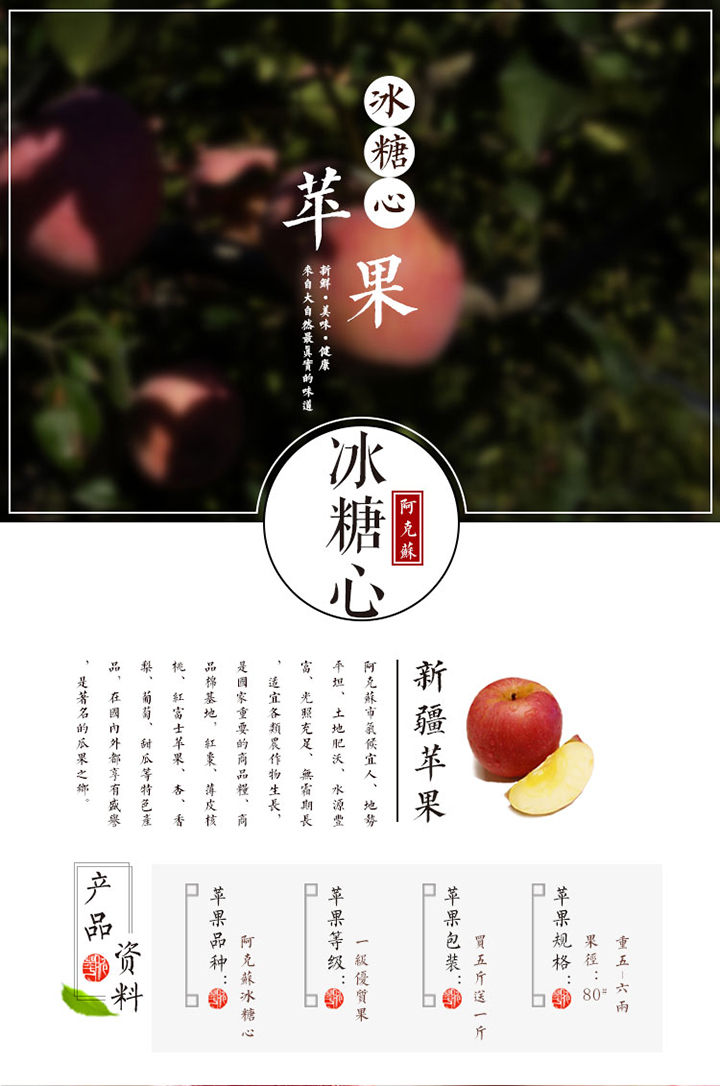 冰糖心
苹果
新鮮·美味·健康
来自大自然最真實的味道
冰糖心
阿克蘇
新疆苹果
阿克蘇市氣候宜人、地勢
平坦、土地肥沃、水源豐
富、光照充足、無霜期長
，适宜各類農作物生長，
是國家重要的商品糧、商
品棉基地，紅棗、薄皮核
桃、紅富士苹果、杏、香
梨、葡萄、甜瓜等特色産
品，在國内外都享有盛譽
，是著名的瓜果之鄉。
产品
资料
苹果品种：
阿克蘇冰糖心
苹果等级：
一級優質果
苹果包装：
買五斤送一斤
苹果规格：
果徑：80#
重五-六兩